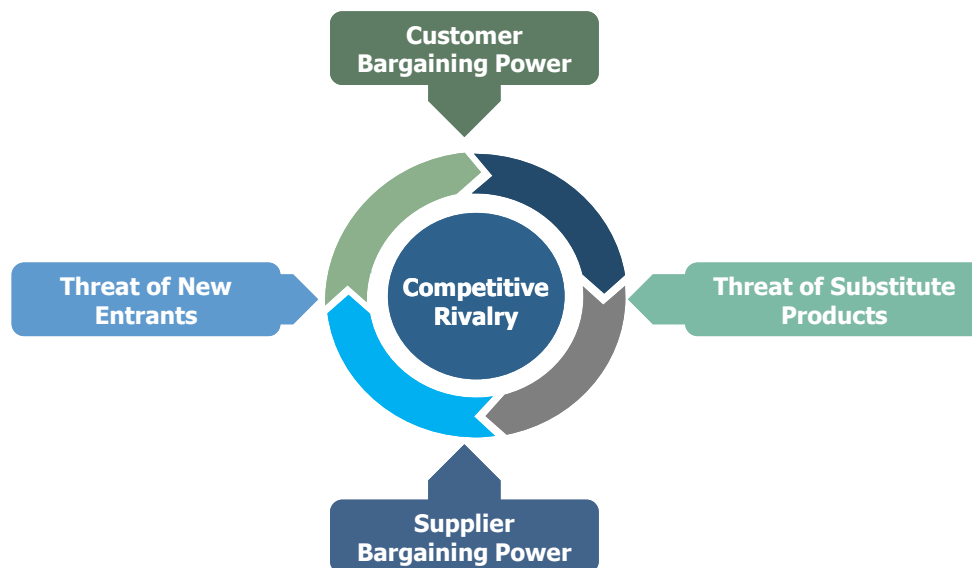 Customer
Bargaining Power
Threat of New
Entrants
Competitive
Rivalry
Threat of Substitute
Products
Supplier
Bargaining Power